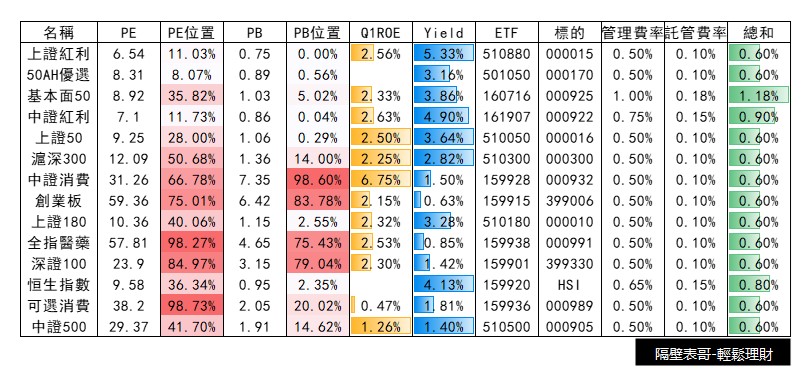 名稱 PE PE位置 PB PB位置 Q1ROE Yield ETF 標的 管理費率 託管費率 總和
上證紅利 6.54 11.03% 0.75 0.00% 2.56% 5.33% 510880 000015 0.50% 0.10% 0.60%
50AH優選 8.31 8.07% 0.89 0.56% 3.16% 501050 000170 0.50% 0.10% 0.60%
基本面50 8.92 35.82% 1.03 5.02% 2.33% 3.86% 160716 000925 1.00% 0.18% 1.18%
中證紅利 7.1 11.73% 0.86 0.04% 2.63% 4.90% 161907 000922 0.75% 0.15% 0.90%
上證50 9.25 28.00% 1.06 0.29% 2.50% 3.64% 510050 000016 0.50% 0.10% 0.60%
滬深300 12.09 50.68% 1.36 14.00% 2.25% 2.82% 510300 000300 0.50% 0.10% 0.60%
中證消費 31.26 66.78% 7.35 98.60% 6.75% 1.50% 159928 000932 0.50% 0.10% 0.60%
創業板 59.36 75.01% 6.42 83.78% 2.15% 0.63% 159915 399006 0.50% 0.10% 0.60%
上證180 10.36 40.06% 1.15 2.55% 2.32% 3.28% 510180 000010 0.50% 0.10% 0.60%
全指醫藥 57.81 98.27% 4.65 75.43% 2.53% 0.85% 159938 000991 0.50% 0.10% 0.60%
深證100 23.9 84.97% 3.15 79.04% 2.30% 1.42% 159901 399330 0.50% 0.10% 0.60%
恒生指數 9.58 36.34% 0.95 2.35% 4.13% 159920 HSI 0.65% 0.15% 0.80%
可選消費 38.2 98.73% 2.05 20.02% 0.47% 1.81% 159936 000989 0.50% 0.10% 0.60%
中證500 29.37 41.70% 1.91 14.62% 1.26% 1.40% 510500 000905 0.50% 0.10% 0.60%
隔壁表哥-輕鬆理財